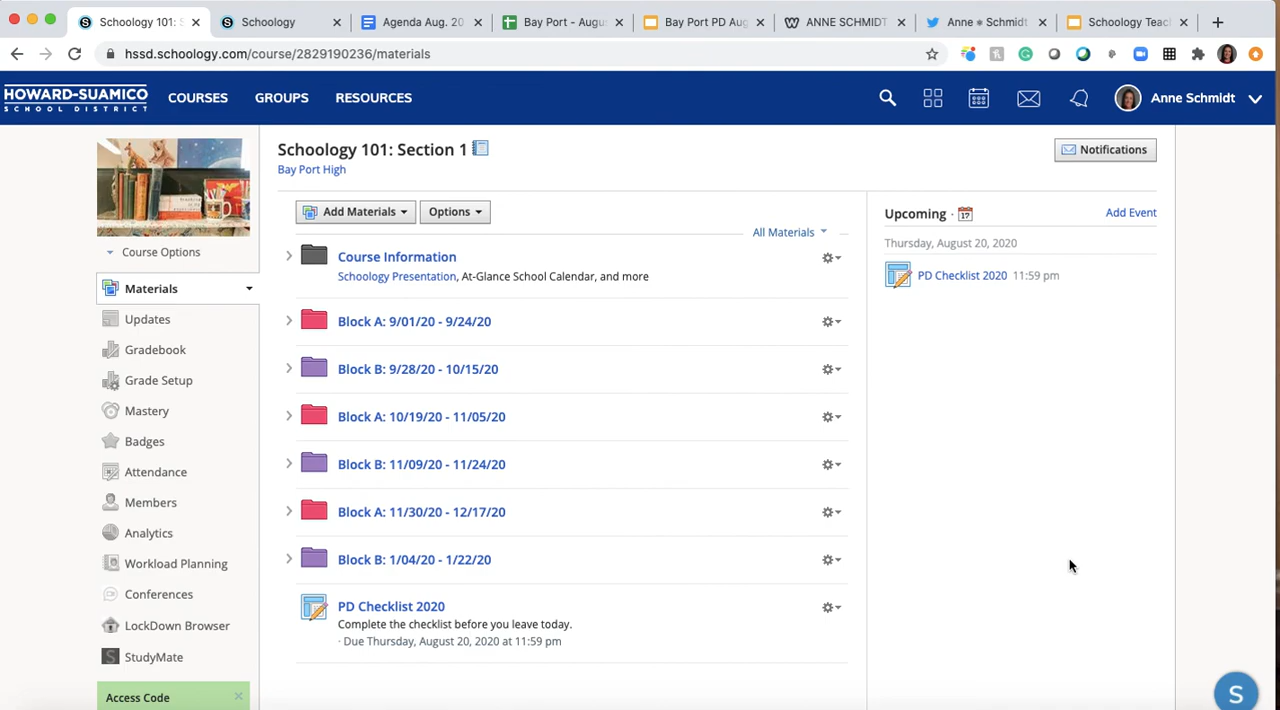 Schoology 101: S
Schoology
Agenda Aug. 20
Bay Port - Augu
Bay Port PD Aug
ANNE SCHMIDT
Anne ✷ Schmidt
Schoology Teac
hssd.schoology.com/course/2829190236/materials
HOWARD-SUAMICO
SCHOOL DISTRICT
COURSES
GROUPS
RESOURCES
Anne Schmidt
Schoology 101: Section 1
Bay Port High
Notifications
Course Options
Materials
Updates
Gradebook
Grade Setup
Mastery
Badges
Attendance
Members
Analytics
Workload Planning
Conferences
LockDown Browser
StudyMate
Access Code
Add Materials
Options
All Materials
Course Information
Schoology Presentation, At-Glance School Calendar, and more
Block A: 9/01/20 - 9/24/20
Block B: 9/28/20 - 10/15/20
Block A: 10/19/20 - 11/05/20
Block B: 11/09/20 - 11/24/20
Block A: 11/30/20 - 12/17/20
Block B: 1/04/20 - 1/22/20
PD Checklist 2020
Complete the checklist before you leave today.
· Due Thursday, August 20, 2020 at 11:59 pm
Upcoming ·
17
Add Event
Thursday, August 20, 2020
PD Checklist 2020 11:59 pm
S